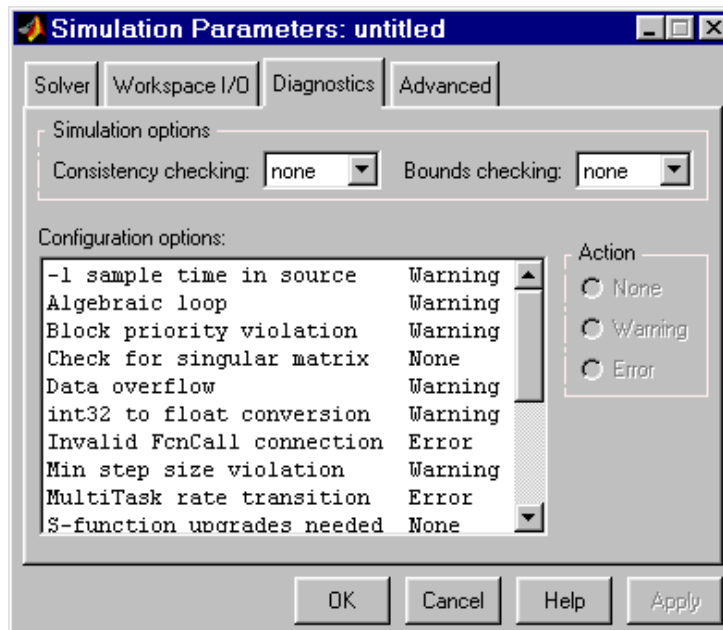 Simulation Parameters: untitled
Solver Workspace I/O Diagnostics Advanced
Simulation options
Consistency checking: none Bounds checking: none
Configuration options:
-1 sample time in source Warning
Algebraic loop Warning
Block priority violation Warning
Check for singular matrix None
Data overflow Warning
int32 to float conversion Warning
Invalid FcnCall connection Error
Min step size violation Warning
MultiTask rate transition Error
S-function upgrades needed None
Action
None
Warning
Error
OK Cancel Help Apply